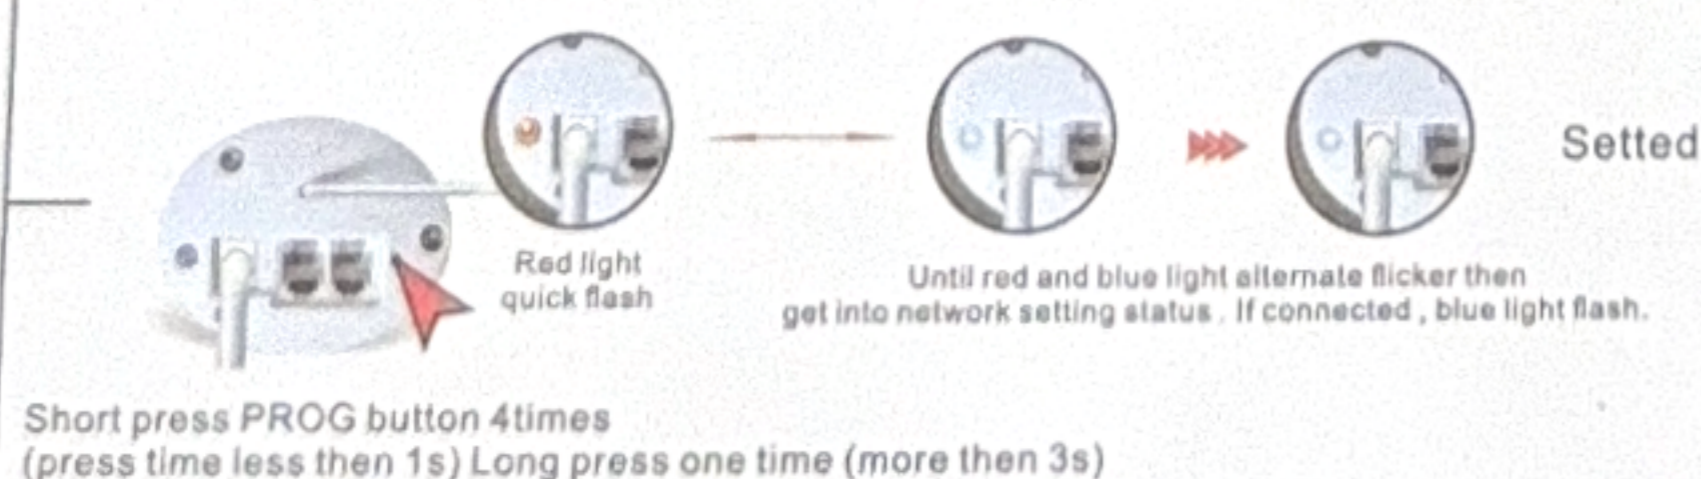 Setted
Red light
quick flash
Until red and blue light alternate flicker then
get into network setting status . If connected , blue light flash.
Short press PROG button 4times
(press time less then 1s) Long press one time (more then 3s)